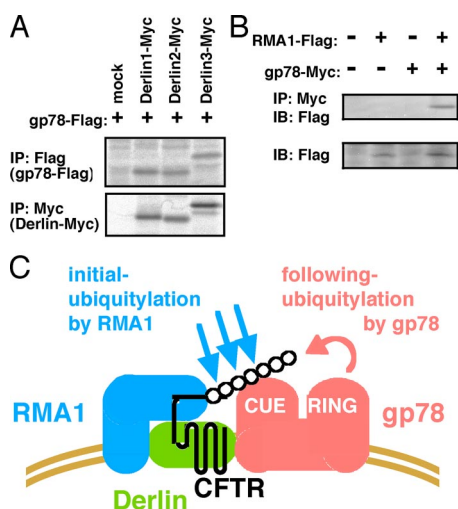 A
mock
Derlin1-Myc
Derlin2-Myc
Derlin3-Myc
gp78-Flag: + + + +
IP: Flag
(gp78-Flag)
IP: Myc
(Derlin-Myc)
B
RMA1-Flag: - + - +
gp78-Myc: - - + +
IP: Myc
IB: Flag
IB: Flag
C
initial-
ubiquitylation
by RMA1
following-
ubiquitylation
by gp78
RMA1
CUE RING
gp78
CFTR
Derlin